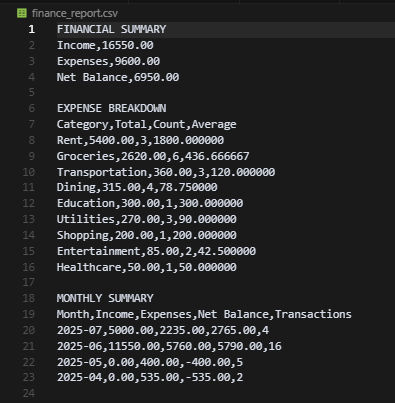 finance_report.csv
1 FINANCIAL SUMMARY
2 Income,16550.00
3 Expenses,9600.00
4 Net Balance,6950.00
5
6 EXPENSE BREAKDOWN
7 Category,Total,Count,Average
8 Rent,5400.00,3,1800.000000
9 Groceries,2620.00,6,436.666667
10 Transportation,360.00,3,120.000000
11 Dining,315.00,4,78.750000
12 Education,300.00,1,300.000000
13 Utilities,270.00,3,90.000000
14 Shopping,200.00,1,200.000000
15 Entertainment,85.00,2,42.500000
16 Healthcare,50.00,1,50.000000
17
18 MONTHLY SUMMARY
19 Month,Income,Expenses,Net Balance,Transactions
20 2025-07,5000.00,2235.00,2765.00,4
21 2025-06,11550.00,5760.00,5790.00,16
22 2025-05,0.00,400.00,-400.00,5
23 2025-04,0.00,535.00,-535.00,2
24